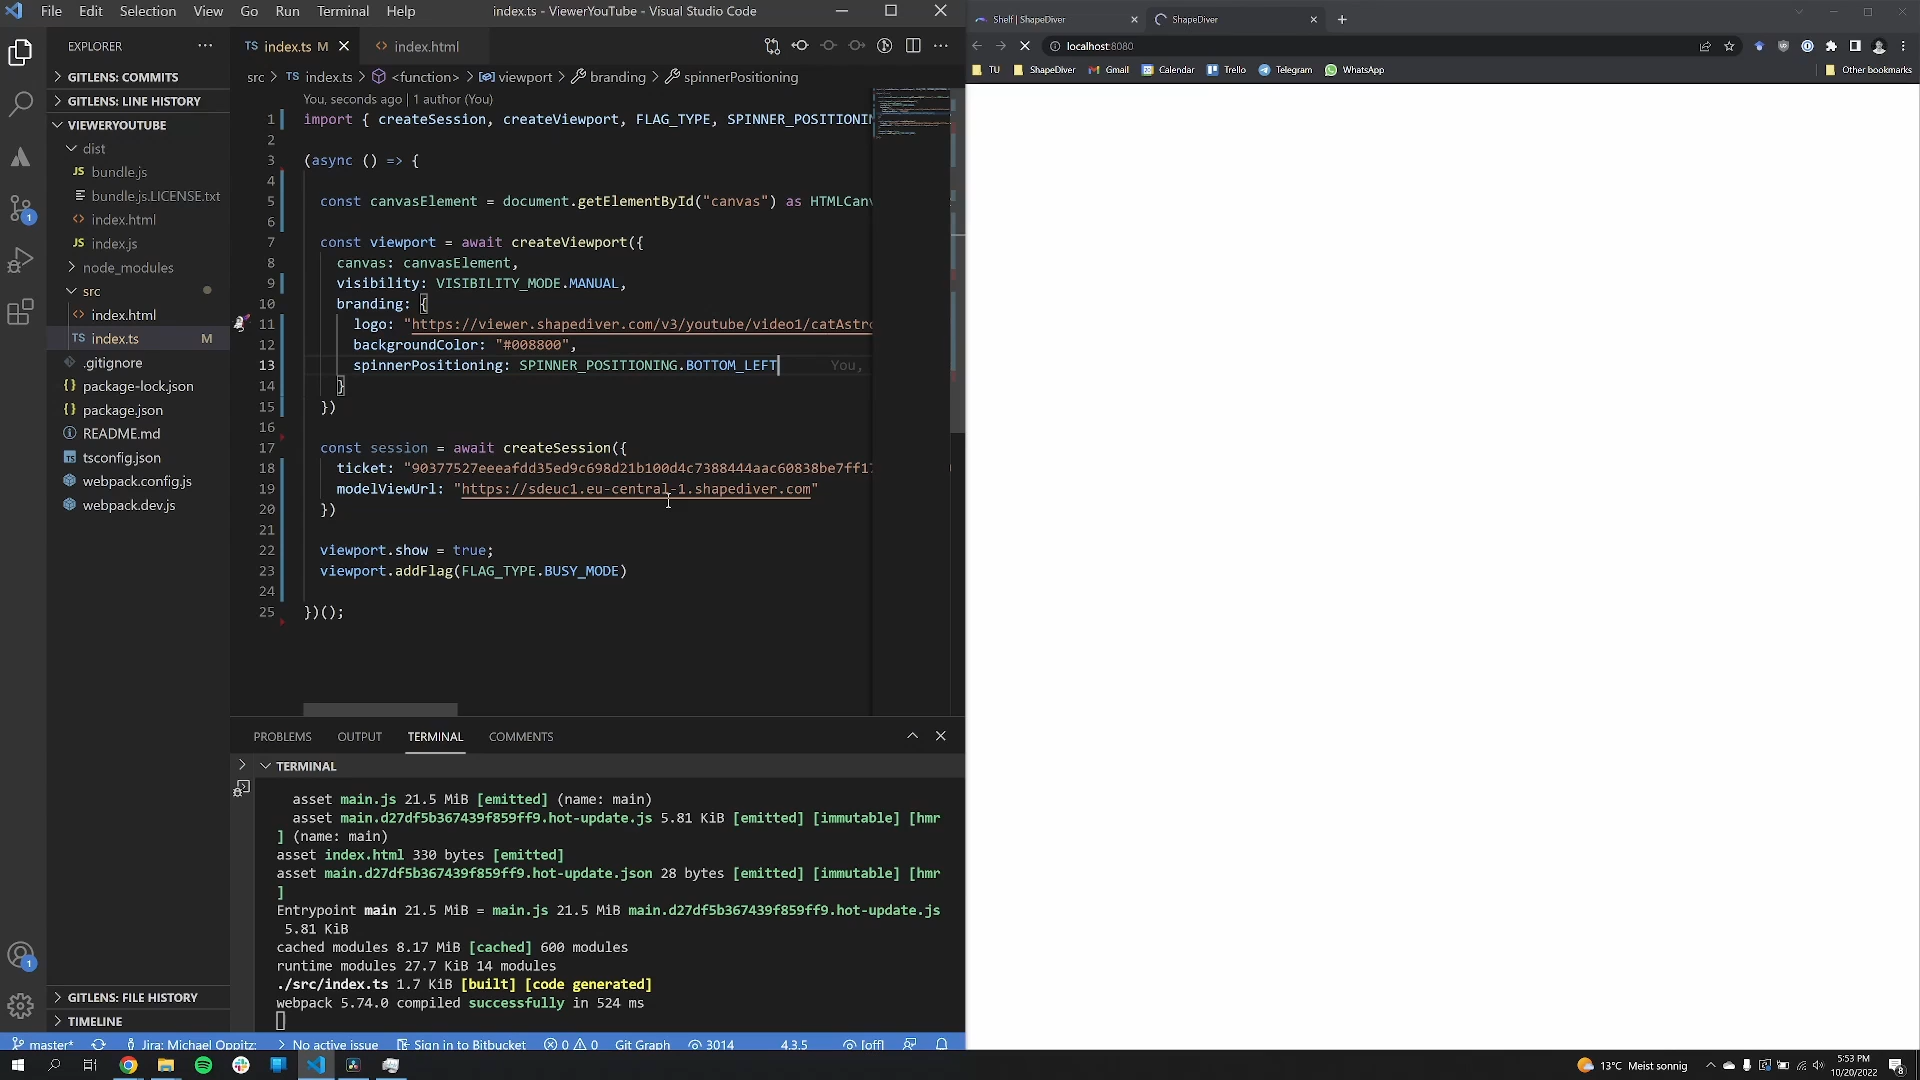 File Edit Selection View Go Run Terminal Help
index.ts - ViewerYouTube - Visual Studio Code
EXPLORER
GITLENS: COMMITS
GITLENS: LINE HISTORY
VIEWERYOUTUBE
dist
JS bundle.js
bundle.js.LICENSE.txt
<> index.html
JS index.js
node_modules
src
<> index.html
TS index.ts M
.gitignore
{} package-lock.json
{} package.json
README.md
TS tsconfig.json
webpack.config.js
webpack.dev.js
GITLENS: FILE HISTORY
TIMELINE
1
1
TS index.ts M
<> index.html
src > TS index.ts > <function> > viewport > branding > spinnerPositioning
You, seconds ago | 1 author (You)
1 import { createSession, createViewport, FLAG_TYPE, SPINNER_POSITIONIN
2
3 (async () => {
4
5 const canvasElement = document.getElementById("canvas") as HTMLCanv
6
7 const viewport = await createViewport({
8 canvas: canvasElement,
9 visibility: VISIBILITY_MODE.MANUAL,
10 branding: {
11 logo: "https://viewer.shapediver.com/v3/youtube/video1/catAstro
12 backgroundColor: "#008800",
13 spinnerPositioning: SPINNER_POSITIONING.BOTTOM_LEFT You,
14 }
15 })
16
17 const session = await createSession({
18 ticket: "90377527eeeafdd35ed9c698d21b100d4c7388444aac60838be7ff17
19 modelViewUrl: "https://sdeuc1.eu-central-1.shapediver.com"
20 })
21
22 viewport.show = true;
23 viewport.addFlag(FLAG_TYPE.BUSY_MODE)
24
25 })();
PROBLEMS OUTPUT TERMINAL COMMENTS
TERMINAL
asset main.js 21.5 MiB [emitted] (name: main)
asset main.d27df5b367439f859ff9.hot-update.js 5.81 KiB [emitted] [immutable] [hmr
] (name: main)
asset index.html 330 bytes [emitted]
asset main.d27df5b367439f859ff9.hot-update.json 28 bytes [emitted] [immutable] [hmr
]
Entrypoint main 21.5 MiB = main.js 21.5 MiB main.d27df5b367439f859ff9.hot-update.js
5.81 KiB
cached modules 8.17 MiB [cached] 600 modules
runtime modules 27.7 KiB 14 modules
./src/index.ts 1.7 KiB [built] [code generated]
webpack 5.74.0 compiled successfully in 524 ms
master* Jira: Michael Oppitz: No active issue Sign in to Bitbucket 0 0 Git Graph 3014 4.3.5 [off]
Shelf | ShapeDiver
ShapeDiver
localhost:8080
TU ShapeDiver Gmail Calendar Trello Telegram WhatsApp Other bookmarks
13°C Meist sonnig
5:53 PM
10/20/2022
8